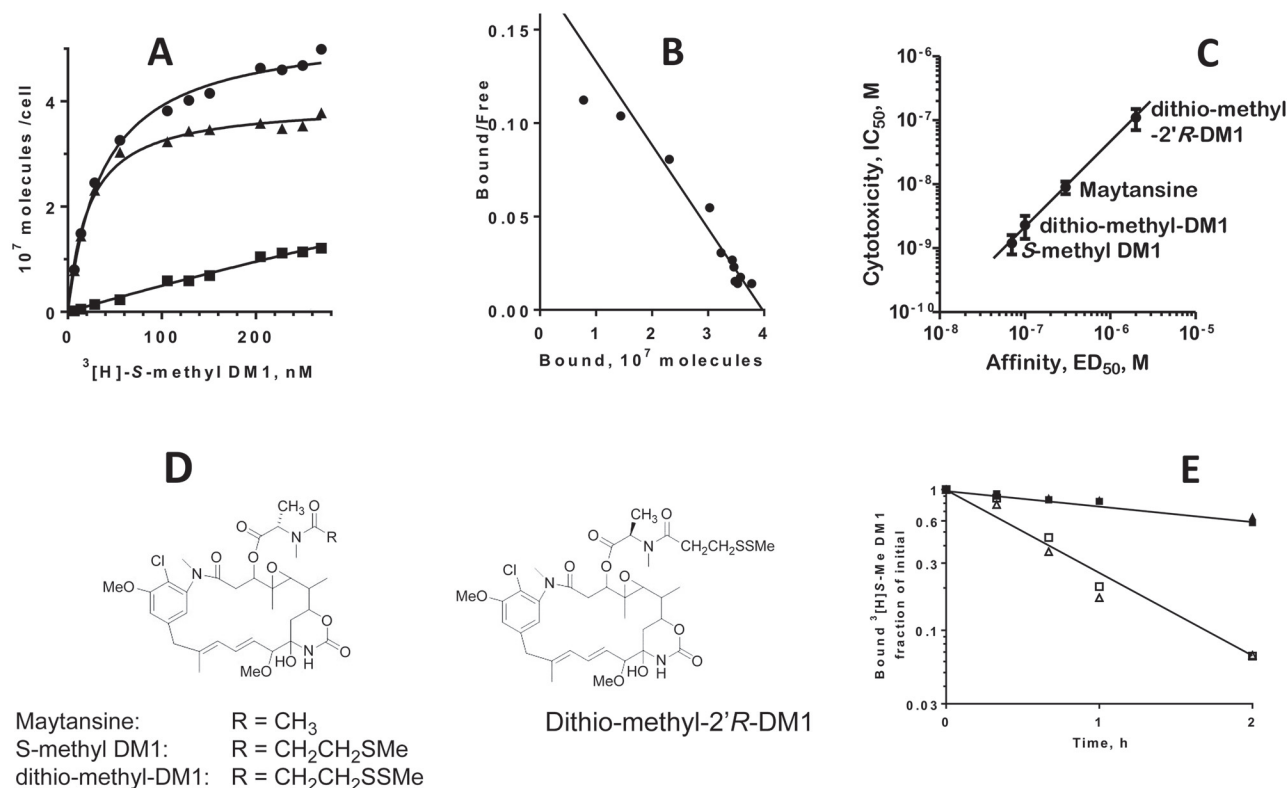 A
10⁷ molecules /cell
4
2
0
0
100
200
³[H]-S-methyl DM1, nM
B
Bound/Free
0.15
0.10
0.05
0.00
0
1
2
3
4
Bound, 10⁷ molecules
C
Cytotoxicity, IC₅₀, M
10⁻⁶
10⁻⁷
10⁻⁸
10⁻⁹
10⁻¹⁰
dithio-methyl
-2'R-DM1
Maytansine
dithio-methyl-DM1
S-methyl DM1
10⁻⁸
10⁻⁷
10⁻⁶
10⁻⁵
Affinity, ED₅₀, M
D
CH₃
O
O
N
R
O
O
Cl
N
O
MeO
O
MeO
HO
N
H
O
Maytansine: R = CH₃
S-methyl DM1: R = CH₂CH₂SMe
dithio-methyl-DM1: R = CH₂CH₂SSMe
CH₃
O
O
N
CH₂CH₂SSMe
O
O
Cl
N
O
MeO
O
MeO
HO
N
H
O
Dithio-methyl-2'R-DM1
E
Bound ³[H]S-Me DM1
fraction of initial
1
0.6
0.3
0.1
0.03
0
1
2
Time, h